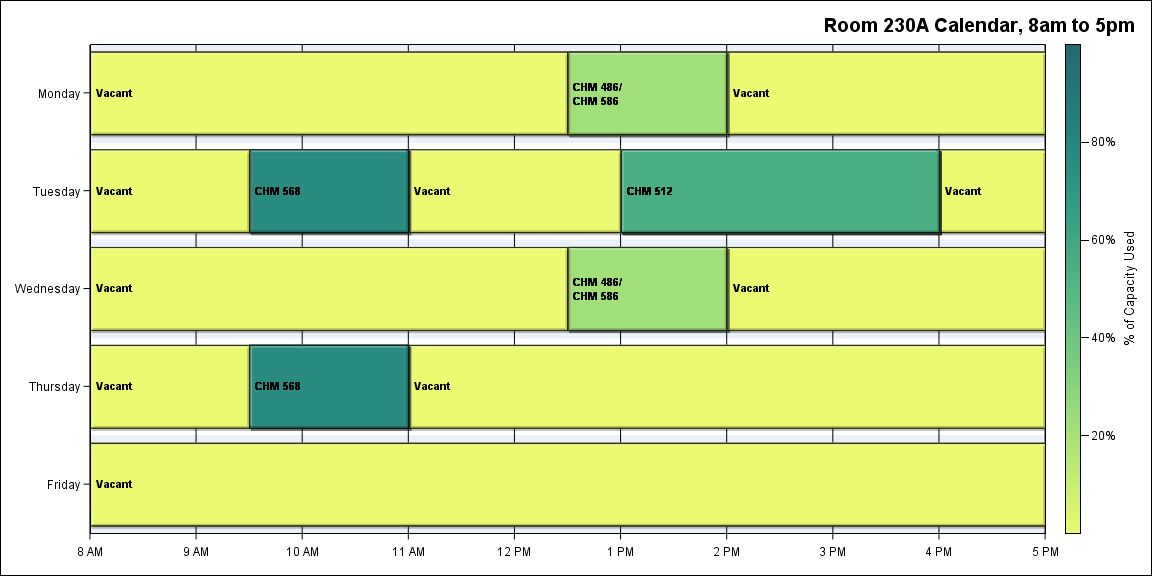 Room 230A Calendar, 8am to 5pm
Monday
Vacant
CHM 486/
CHM 586
Vacant
Tuesday
Vacant
CHM 568
Vacant
CHM 512
Vacant
Wednesday
Vacant
CHM 486/
CHM 586
Vacant
Thursday
Vacant
CHM 568
Vacant
Friday
Vacant
8 AM
9 AM
10 AM
11 AM
12 PM
1 PM
2 PM
3 PM
4 PM
5 PM
80%
60%
40%
20%
% of Capacity Used